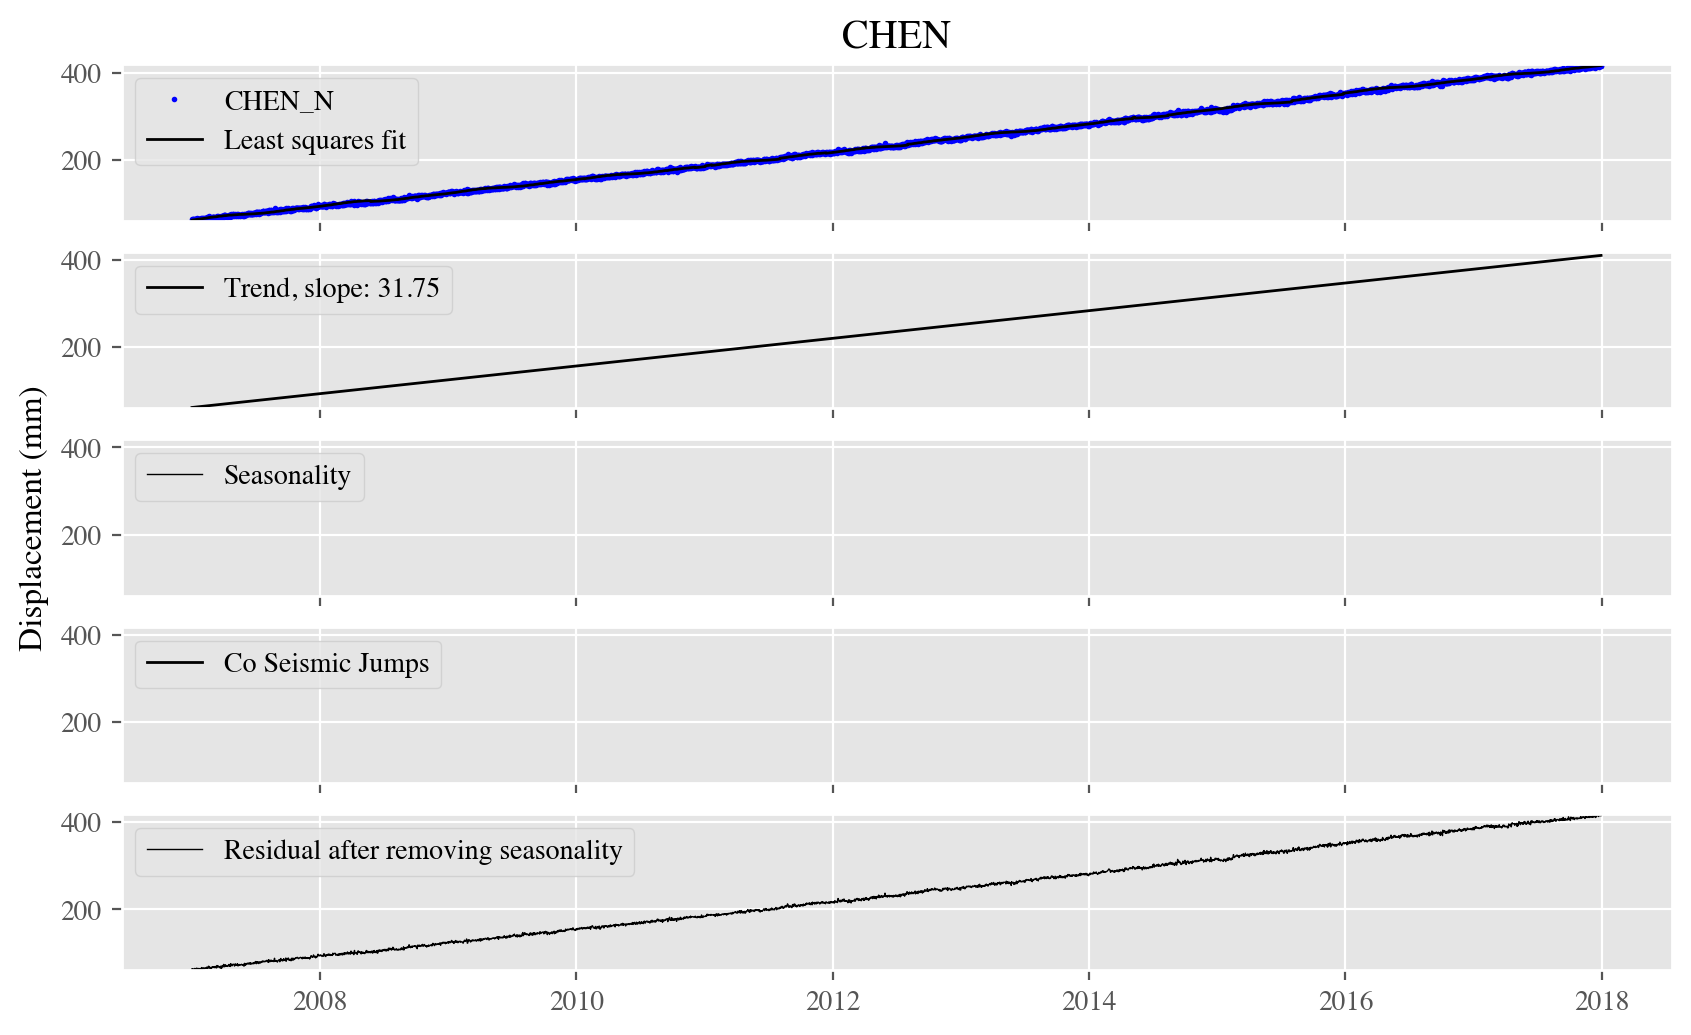 CHEN
400
CHEN_N
Least squares fit
200
400
Trend, slope: 31.75
200
Displacement (mm)
400
Seasonality
200
400
Co Seismic Jumps
200
400
Residual after removing seasonality
200
2008 2010 2012 2014 2016 2018